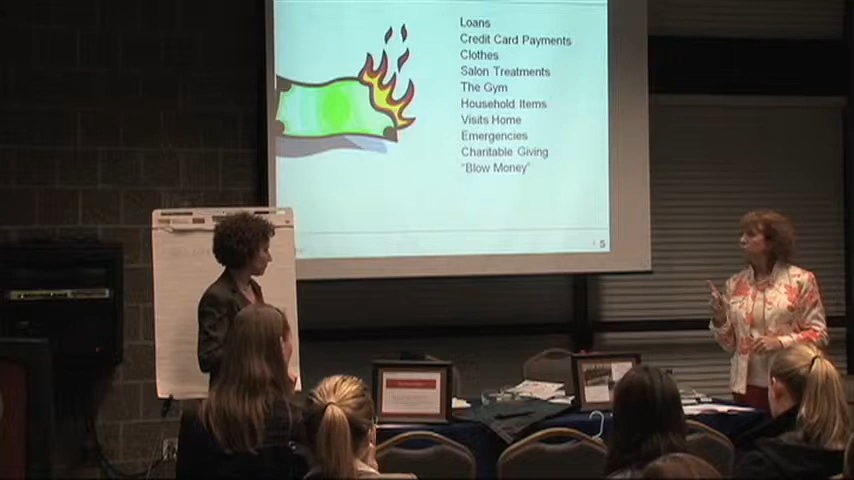 Loans
Credit Card Payments
Clothes
Salon Treatments
The Gym
Household Items
Visits Home
Emergencies
Charitable Giving
"Blow Money"
5